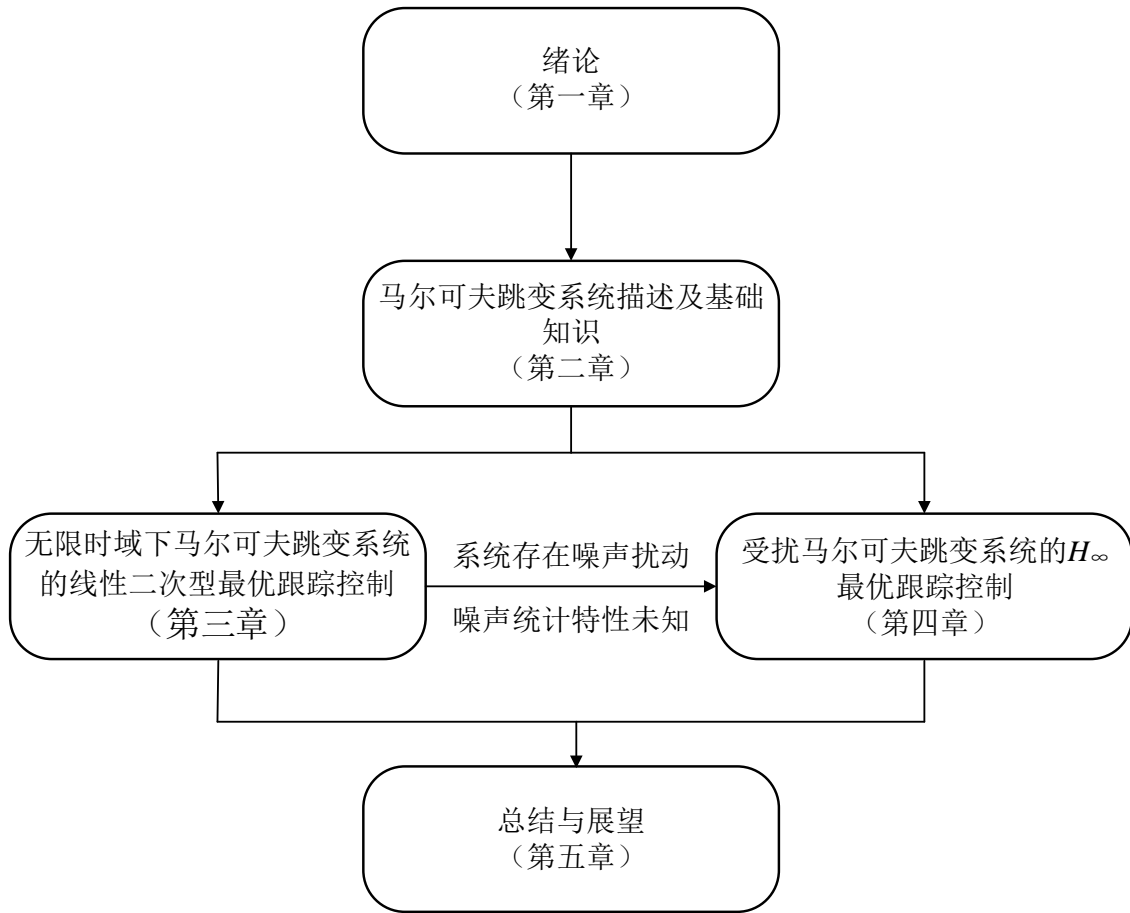 绪论
（第一章）
马尔可夫跳变系统描述及基础
知识
（第二章）
无限时域下马尔可夫跳变系统
的线性二次型最优跟踪控制
（第三章）
系统存在噪声扰动
噪声统计特性未知
受扰马尔可夫跳变系统的H∞
最优跟踪控制
（第四章）
总结与展望
（第五章）